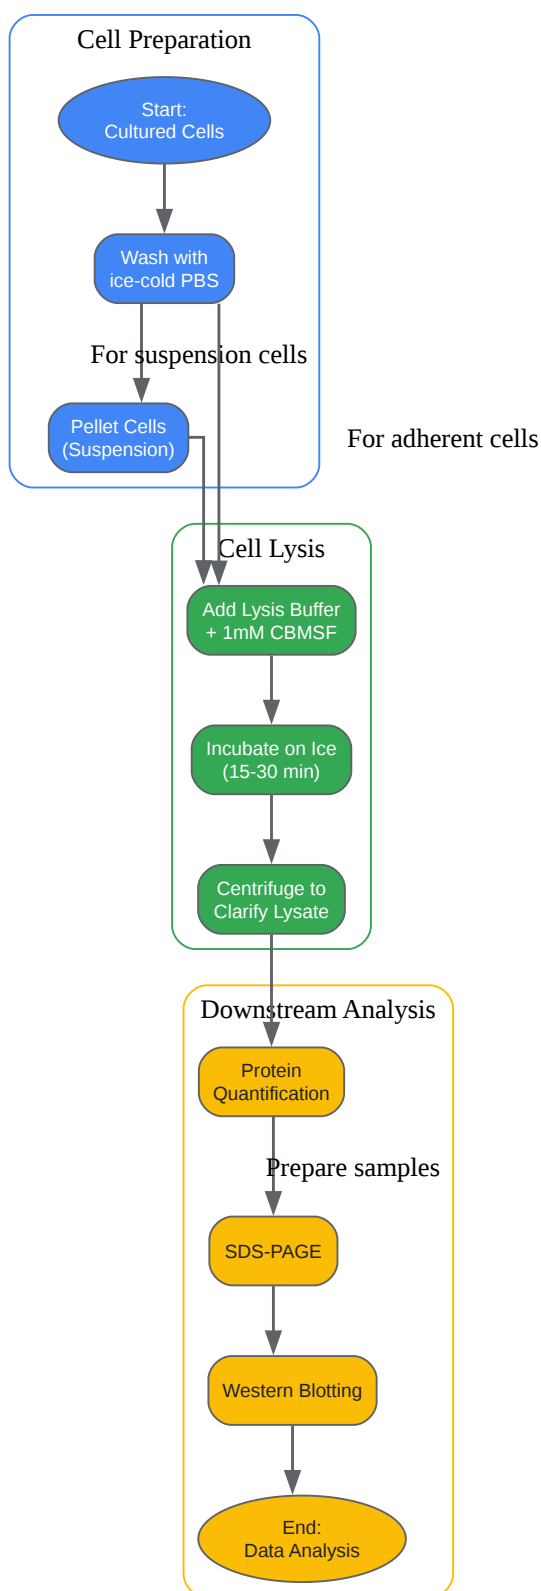 Cell Preparation
Start:
Cultured Cells
Wash with
ice-cold PBS
For suspension cells
Pellet Cells
(Suspension)
For adherent cells
Cell Lysis
Add Lysis Buffer
+ 1mM CBMSF
Incubate on Ice
(15-30 min)
Centrifuge to
Clarify Lysate
Downstream Analysis
Protein
Quantification
Prepare samples
SDS-PAGE
Western Blotting
End:
Data Analysis